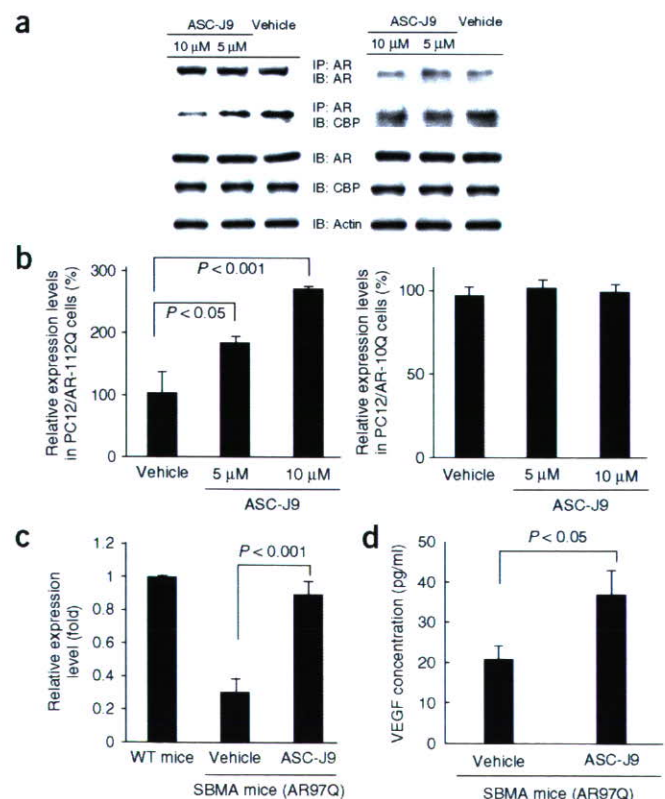 a
ASC-J9 Vehicle
10 µM 5 µM
IP: AR
IB: AR
IP: AR
IB: CBP
IB: AR
IB: CBP
IB: Actin
ASC-J9 Vehicle
10 µM 5 µM
b
Relative expression levels
in PC12/AR-112Q cells (%)
300
200
100
0
P < 0.001
P < 0.05
Vehicle
5 µM
10 µM
ASC-J9
Relative expression levels
in PC12/AR-10Q cells (%)
100
50
0
Vehicle
5 µM
10 µM
ASC-J9
c
Relative expression
level (fold)
1.2
1
0.8
0.6
0.4
0.2
0
P < 0.001
WT mice
Vehicle
ASC-J9
SBMA mice (AR97Q)
d
VEGF concentration (pg/ml)
50
40
30
20
10
0
P < 0.05
Vehicle
ASC-J9
SBMA mice (AR97Q)